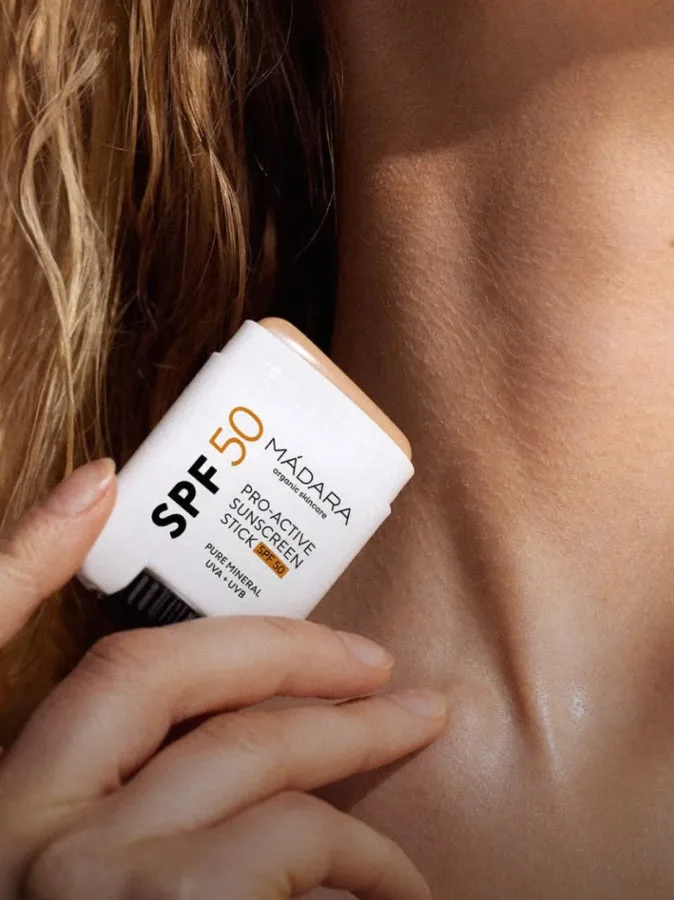 SPF 50
MÁDARA
organic skincare
PRO-ACTIVE
SUNSCREEN
STICK SPF 50
PURE MINERAL
UVA + UVB